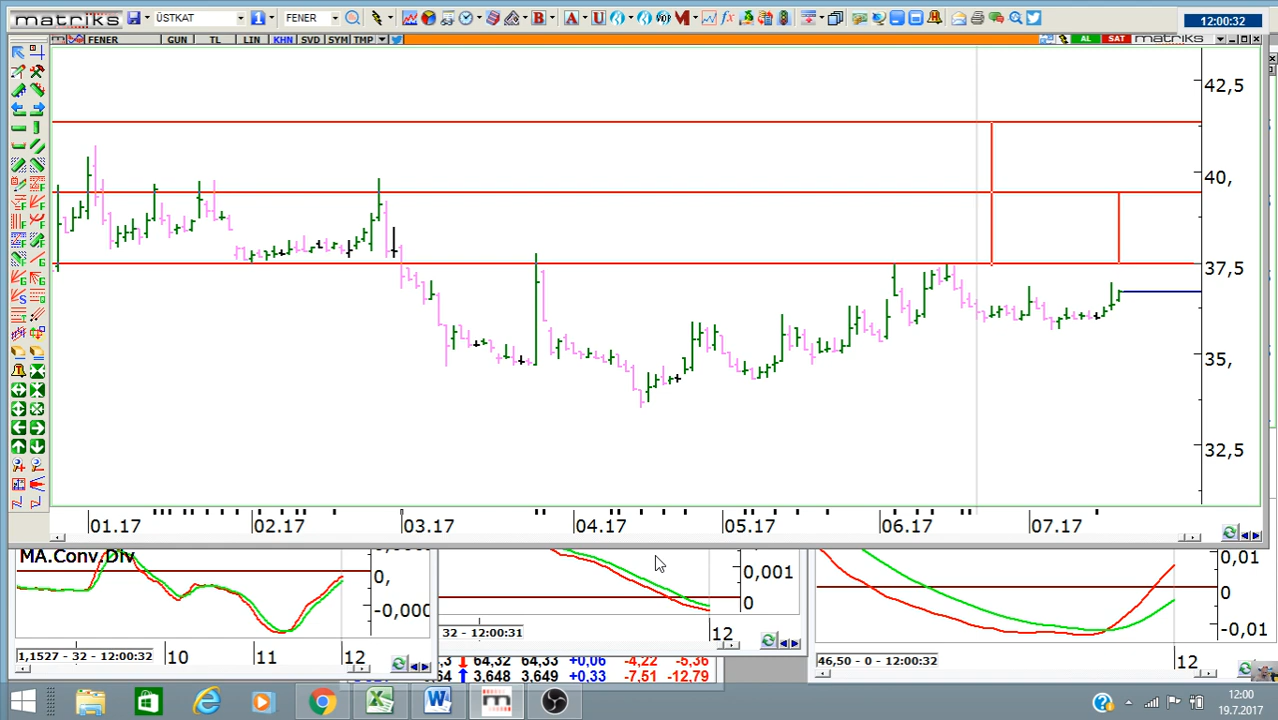 matriks ÜSTKAT 1 FENER B A U M fx 12:00:32
FENER GUN TL LIN KHN SVD SYM TMP AL SAT matriks
42,5
40,
37,5
35,
32,5
01.17 02.17 03.17 04.17 05.17 06.17 07.17
MA.Conv.Div
0,
-0,000
1,1527 - 32 - 12:00:32
10 11 12
0,001
0
32 - 12:00:31
12
0,01
0
-0,01
46,50 - 0 - 12:00:32
12
64,32 64,33 +0,06 -4,22 -5,36
3,648 3,649 +0,33 -7,51 -12,79
12:00
19.7.2017